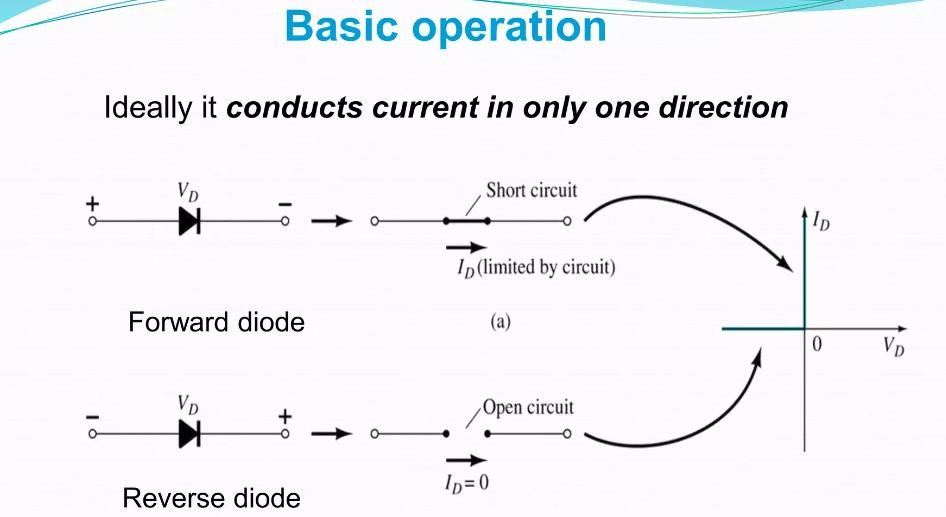 Basic operation
Ideally it conducts current in only one direction
+ V_D -
Short circuit
I_D (limited by circuit)
I_D
Forward diode
(a)
0 V_D
- V_D +
Open circuit
I_D = 0
Reverse diode